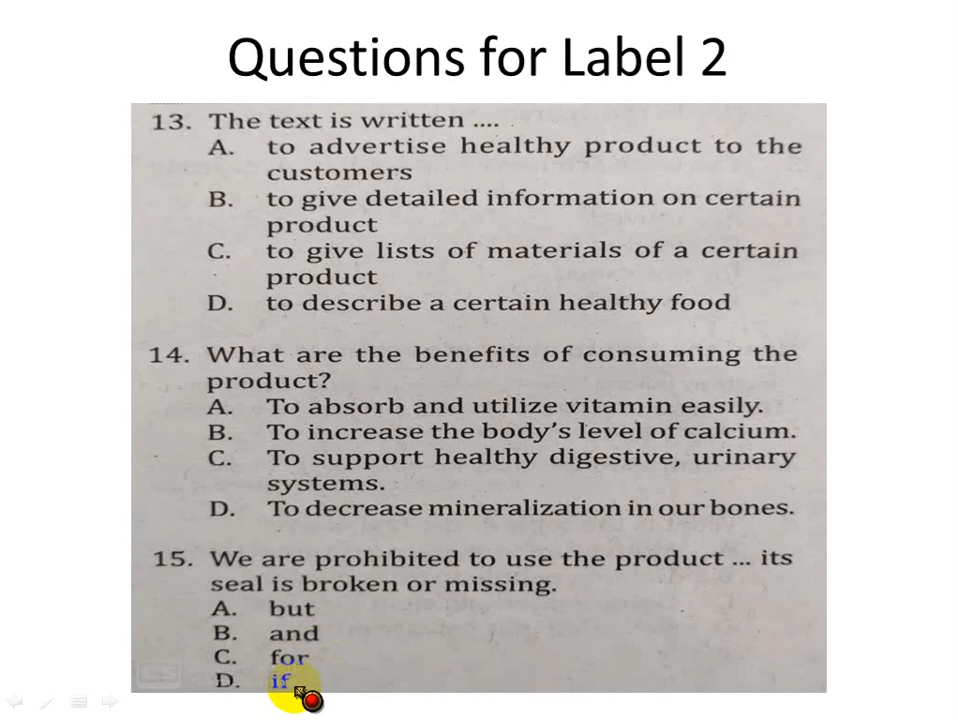 Questions for Label 2
13. The text is written ....
A. to advertise healthy product to the
customers
B. to give detailed information on certain
product
C. to give lists of materials of a certain
product
D. to describe a certain healthy food
14. What are the benefits of consuming the
product?
A. To absorb and utilize vitamin easily.
B. To increase the body's level of calcium.
C. To support healthy digestive, urinary
systems.
D. To decrease mineralization in our bones.
15. We are prohibited to use the product ... its
seal is broken or missing.
A. but
B. and
C. for
D. if
CS